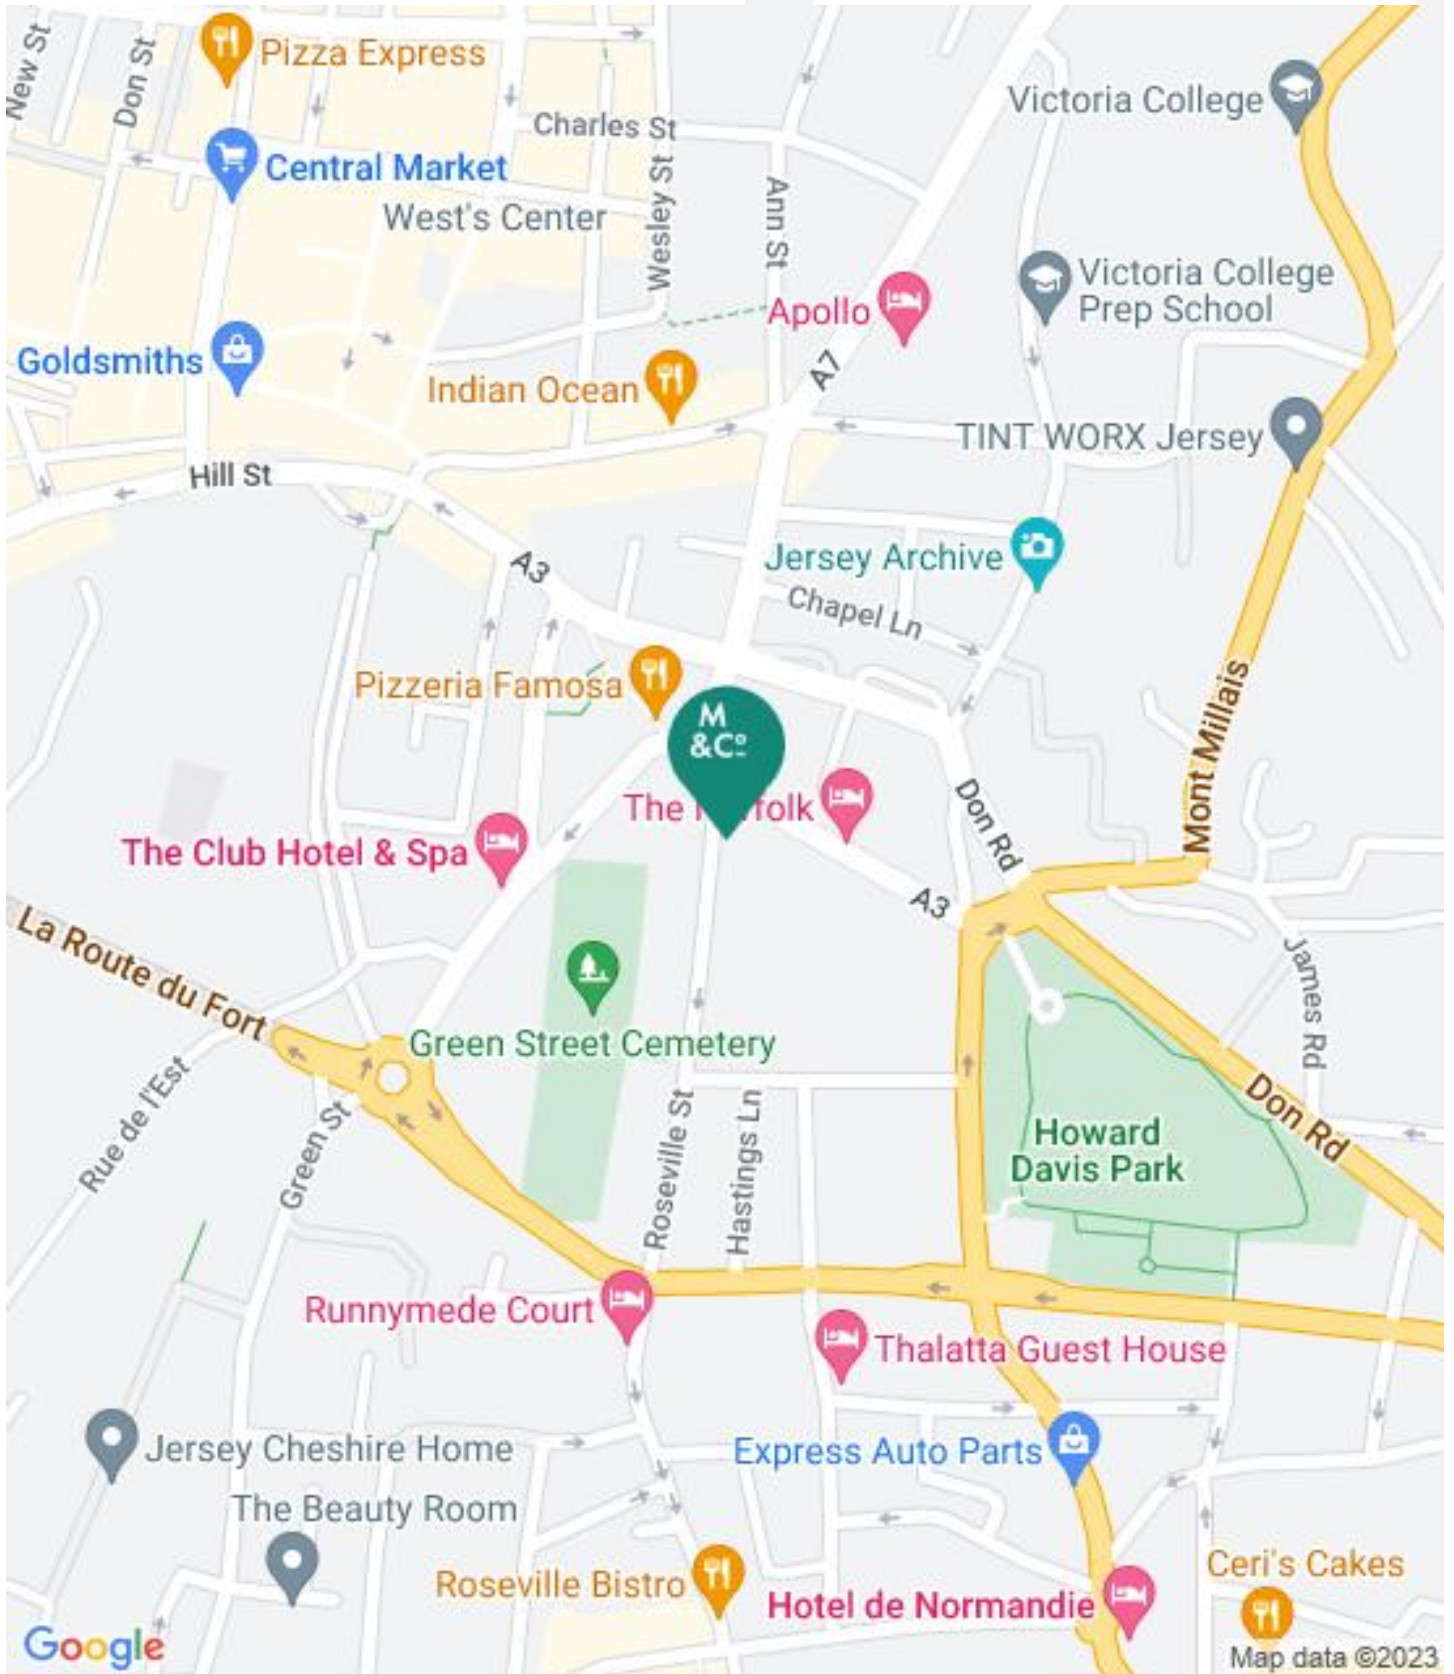 New St
Don St
Pizza Express
Charles St
Victoria College
Central Market
West's Center
Wesley St
Ann St
Victoria College
Prep School
Apollo
Goldsmiths
Indian Ocean
A7
TINT WORX Jersey
Hill St
A3
Jersey Archive
Chapel Ln
Pizzeria Famosa
M
&Cº
Mont Millais
The Club Hotel & Spa
The
folk
Don Rd
A3
La Route du Fort
James Rd
Green Street Cemetery
Rue de l'Est
Green St
Roseville St
Hastings Ln
Howard
Davis Park
Don Rd
Runnymede Court
Thalatta Guest House
Jersey Cheshire Home
Express Auto Parts
The Beauty Room
Roseville Bistro
Hotel de Normandie
Ceri's Cakes
Google
Map data ©2023